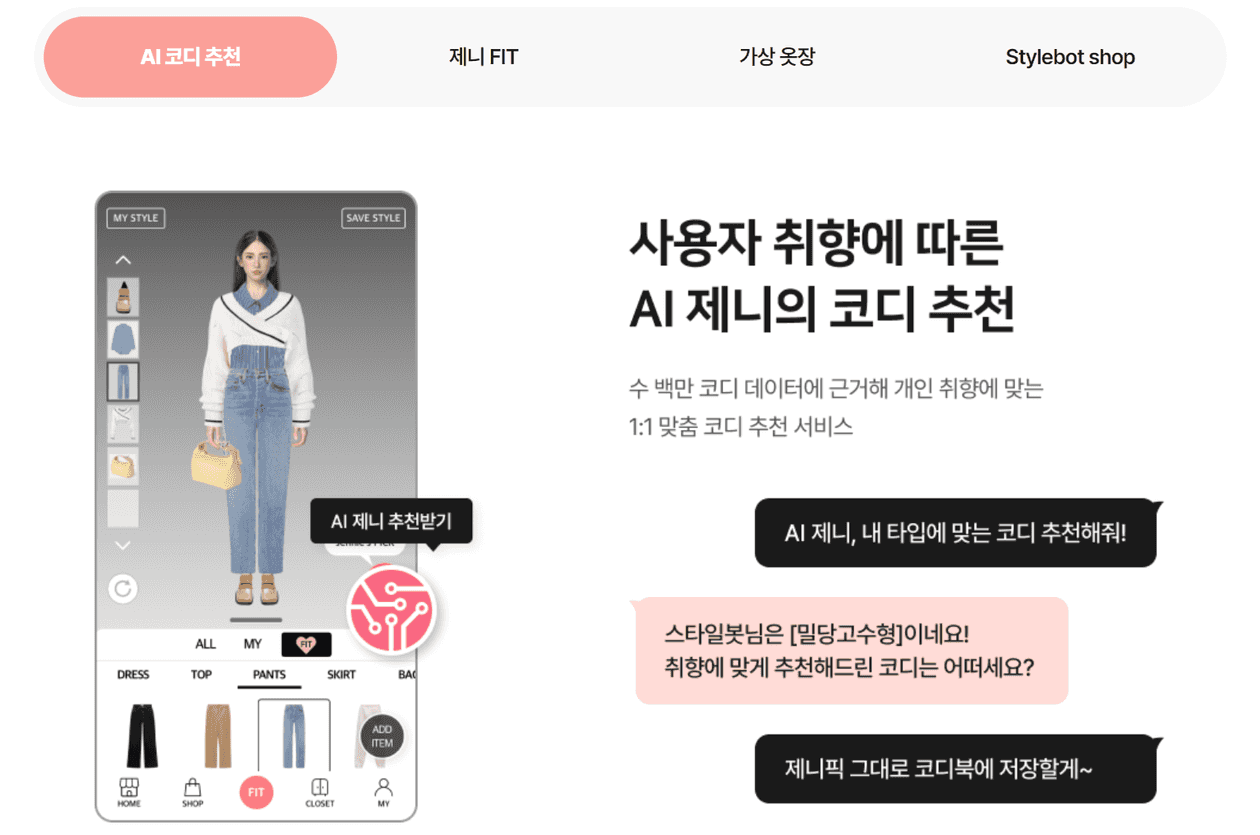 AI 코디 추천
제니 FIT
가상 옷장
Stylebot shop
MY STYLE
SAVE STYLE
AI 제니 추천받기
ALL
MY
FIT
DRESS
TOP
PANTS
SKIRT
ADD
ITEM
HOME
SHOP
FIT
CLOSET
MY
사용자 취향에 따른
AI 제니의 코디 추천
수 백만 코디 데이터에 근거해 개인 취향에 맞는
1:1 맞춤 코디 추천 서비스
AI 제니, 내 타입에 맞는 코디 추천해줘!
스타일봇님은 [밀당고수형]이네요!
취향에 맞게 추천해드린 코디는 어떠세요?
제니픽 그대로 코디북에 저장할게~